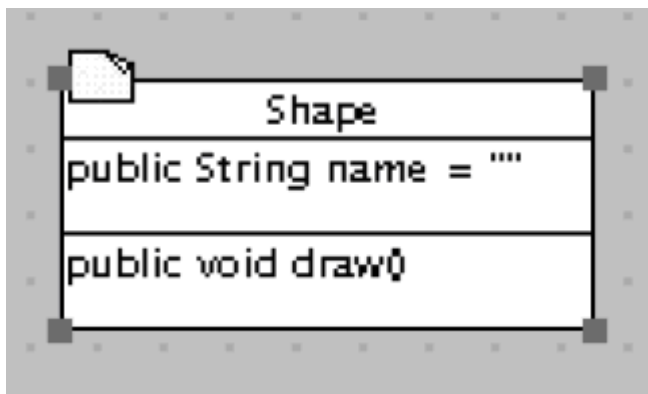 Shape
public String name = ""
public void draw()